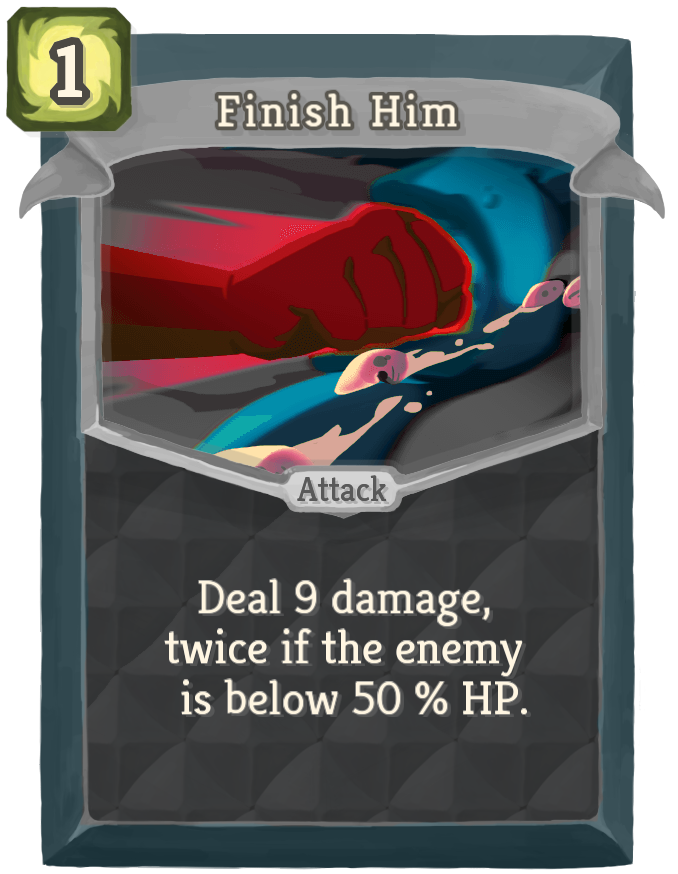 1
Finish Him
Attack
Deal 9 damage,
twice if the enemy
is below 50 % HP.